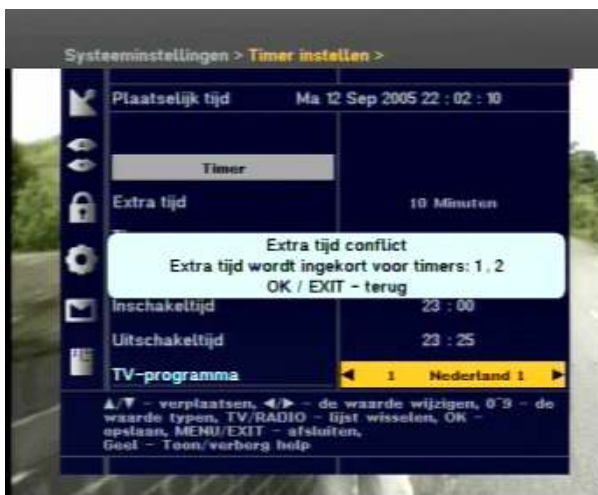 Systeeminstellingen > Timer instellen >
Plaatselijk tijd Ma 12 Sep 2005 22 : 02 : 10
Timer
Extra tijd 10 Minuten
Extra tijd conflict
Extra tijd wordt ingekort voor timers: 1 , 2
OK / EXIT - terug
Inschakeltijd 23 : 00
Uitschakeltijd 23 : 25
TV-programma ◀ 1 Nederland 1 ▶
▲/▼ - verplaatsen, ◀/▶ - de waarde wijzigen, 0~9 - de
waarde typen, TV/RADIO - lijst wisselen, OK -
opslaan, MENU/EXIT - afsluiten,
Geel - Toon/verberg help